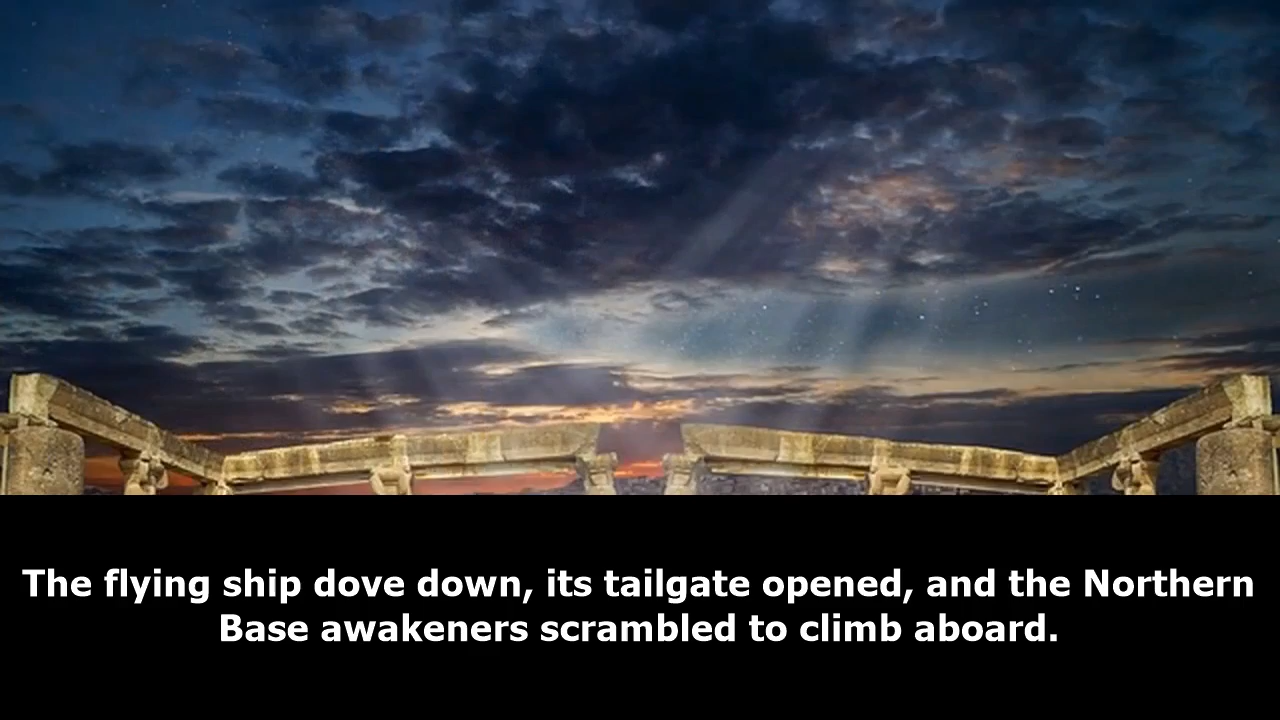 The flying ship dove down, its tailgate opened, and the Northern
Base awakeners scrambled to climb aboard.